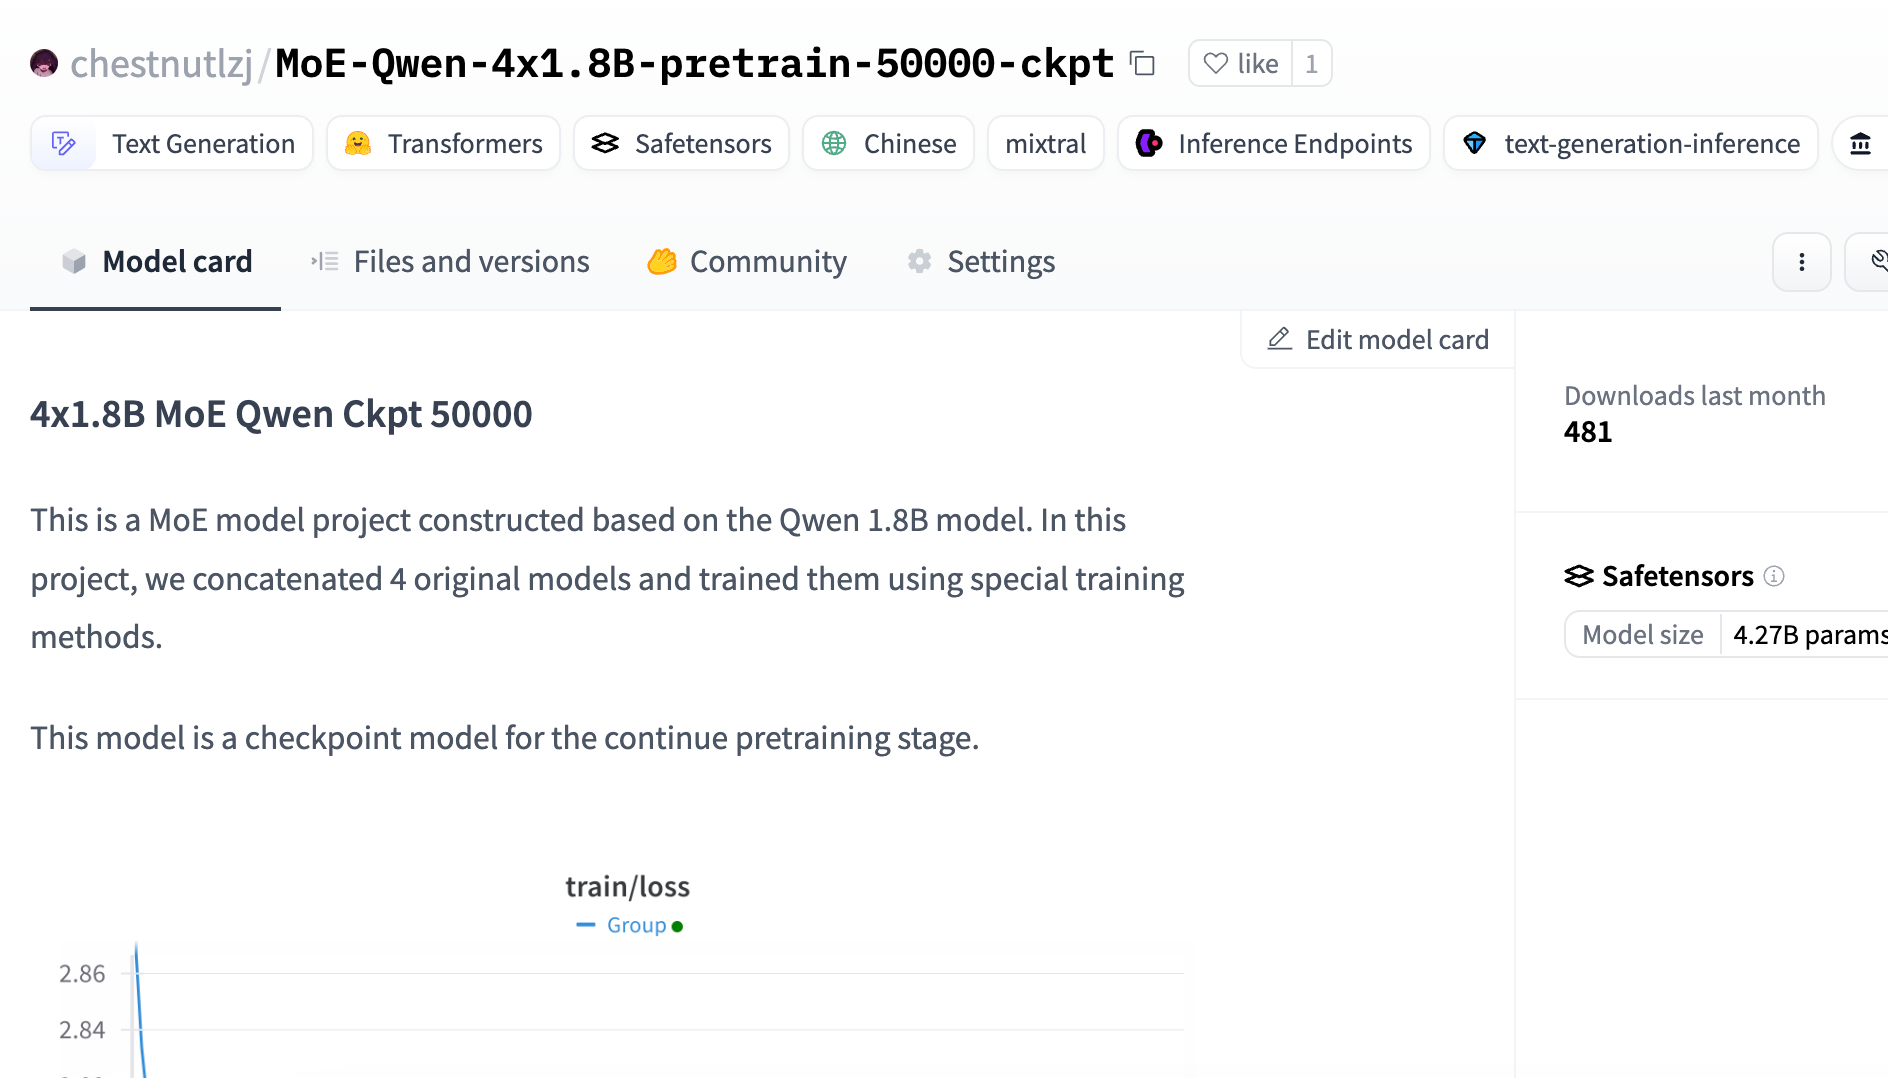 chestnutlzj/MoE-Qwen-4x1.8B-pretrain-50000-ckpt like 1
Text Generation Transformers Safetensors Chinese mixtral Inference Endpoints text-generation-inference
Model card Files and versions Community Settings
Edit model card
4x1.8B MoE Qwen Ckpt 50000
This is a MoE model project constructed based on the Qwen 1.8B model. In this
project, we concatenated 4 original models and trained them using special training
methods.
This model is a checkpoint model for the continue pretraining stage.
train/loss
Group
2.86
2.84
Downloads last month
481
Safetensors
Model size 4.27B params